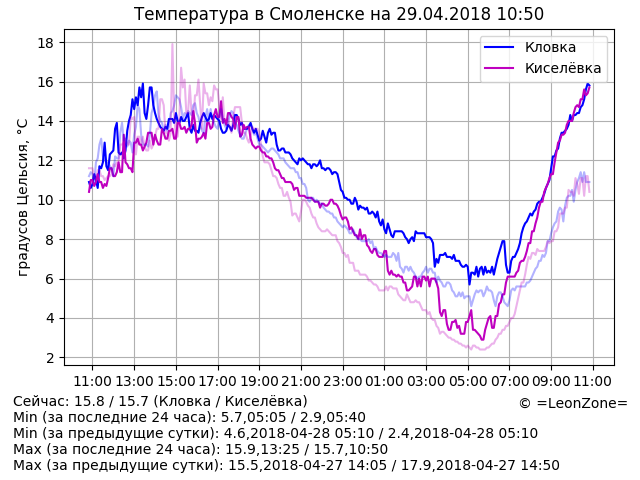 Температура в Смоленске на 29.04.2018 10:50
18
16
14
12
10
8
6
4
2
градусов Цельсия, °C
Кловка
Киселёвка
11:00 13:00 15:00 17:00 19:00 21:00 23:00 01:00 03:00 05:00 07:00 09:00 11:00
Сейчас: 15.8 / 15.7 (Кловка / Киселёвка)
© =LeonZone=
Min (за последние 24 часа): 5.7,05:05 / 2.9,05:40
Min (за предыдущие сутки): 4.6,2018-04-28 05:10 / 2.4,2018-04-28 05:10
Max (за последние 24 часа): 15.9,13:25 / 15.7,10:50
Max (за предыдущие сутки): 15.5,2018-04-27 14:05 / 17.9,2018-04-27 14:50